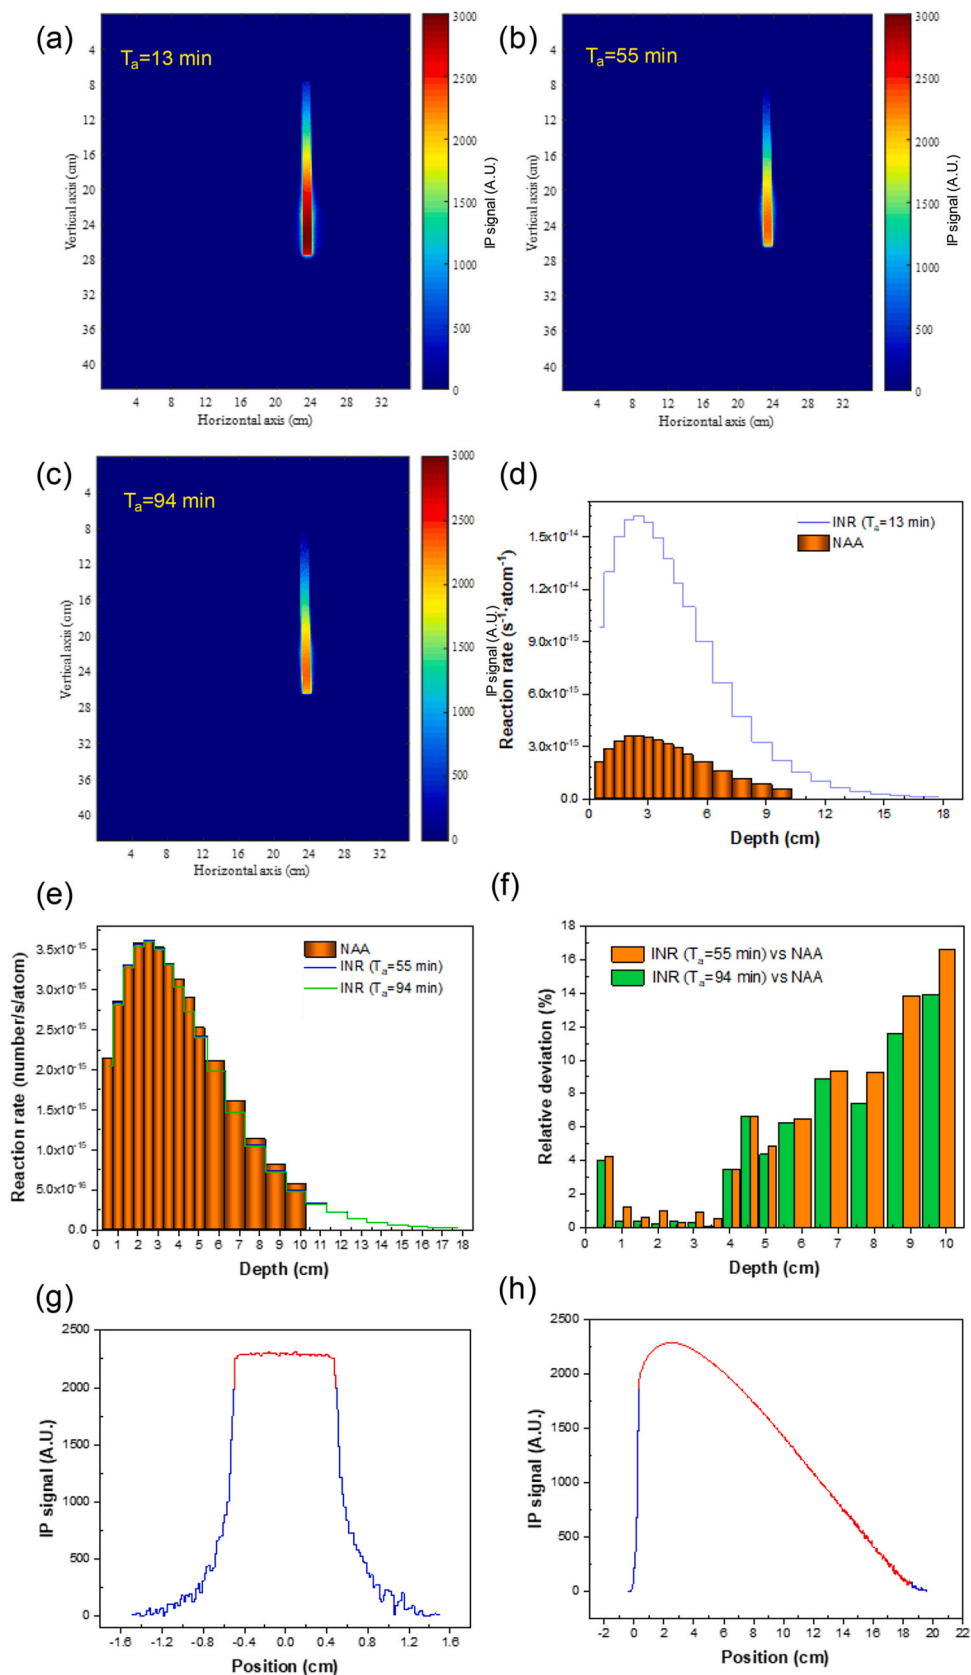 (a)
T_a=13 min
4
8
12
16
20
24
28
32
36
40
Vertical axis (cm)
4 8 12 16 20 24 28 32
Horizontal axis (cm)
3000
2500
2000
1500
1000
500
0
IP signal (A.U.)
(b)
T_a=55 min
4
8
12
16
20
24
28
32
36
40
Vertical axis (cm)
4 8 12 16 20 24 28 32
Horizontal axis (cm)
3000
2500
2000
1500
1000
500
0
IP signal (A.U.)
(c)
T_a=94 min
4
8
12
16
20
24
28
32
36
40
Vertical axis (cm)
4 8 12 16 20 24 28 32
Horizontal axis (cm)
3000
2500
2000
1500
1000
500
0
IP signal (A.U.)
(d)
INR (T_a=13 min)
NAA
1.5x10^-14
1.2x10^-14
9.0x10^-15
6.0x10^-15
3.0x10^-15
0.0
Reaction rate (s^-1·atom^-1)
0 3 6 9 12 15 18
Depth (cm)
(e)
NAA
INR (T_a=55 min)
INR (T_a=94 min)
3.5x10^-15
3.0x10^-15
2.5x10^-15
1.5x10^-15
1.0x10^-15
5.0x10^-16
0.0
Reaction rate (number/s/atom)
0 1 2 3 4 5 6 7 8 9 10 11 12 13 14 15 16 17 18
Depth (cm)
(f)
INR (T_a=55 min) vs NAA
INR (T_a=94 min) vs NAA
18
16
14
12
10
8
6
4
2
0
Relative deviation (%)
0 1 2 3 4 5 6 7 8 9 10
Depth (cm)
(g)
2500
2000
1500
1000
500
0
IP signal (A.U.)
-1.6 -1.2 -0.8 -0.4 0.0 0.4 0.8 1.2 1.6
Position (cm)
(h)
2500
2000
1500
1000
500
0
IP signal (A.U.)
-2 0 2 4 6 8 10 12 14 16 18 20 22
Position (cm)